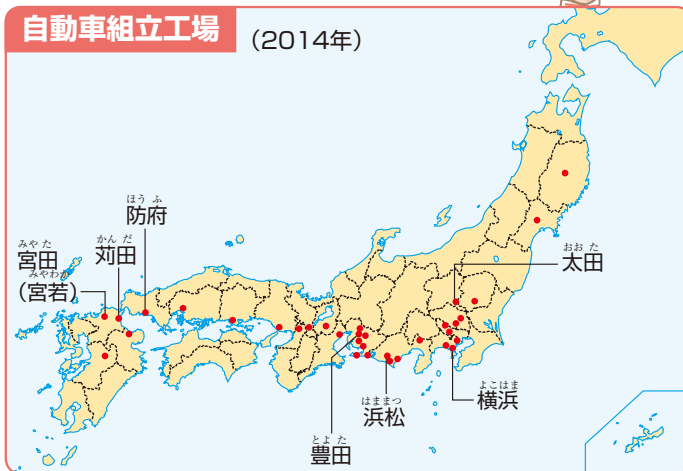 自動車組立工場
(2014年)
ほうふ
防府
みやた
宮田
みやわか
(宮若)
かんだ
苅田
おおた
太田
よこはま
横浜
はままつ
浜松
とよた
豊田